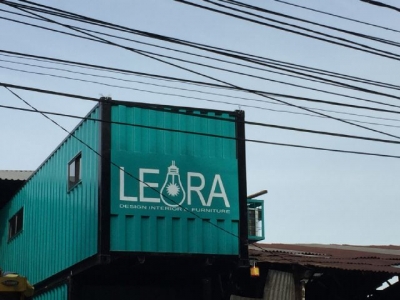 LEORA
DESIGN INTERIOR & FURNITURE